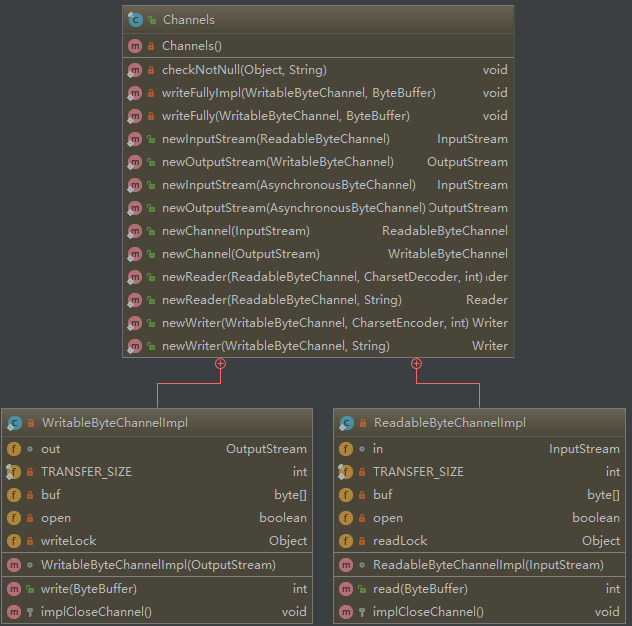 Channels
Channels()
checkNotNull(Object, String) void
writeFullyImpl(WritableByteChannel, ByteBuffer) void
writeFully(WritableByteChannel, ByteBuffer) void
newInputStream(ReadableByteChannel) InputStream
newOutputStream(WritableByteChannel) OutputStream
newInputStream(AsynchronousByteChannel) InputStream
newOutputStream(AsynchronousByteChannel)
newChannel(InputStream) ReadableByteChannel
newChannel(OutputStream) WritableByteChannel
newReader(ReadableByteChannel, CharsetDecoder, int)
newReader(ReadableByteChannel, String) Reader
newWriter(WritableByteChannel, CharsetEncoder, int) Writer
newWriter(WritableByteChannel, String) Writer
WritableByteChannelImpl
out OutputStream
TRANSFER_SIZE int
buf byte[]
open boolean
writeLock Object
WritableByteChannelImpl(OutputStream)
write(ByteBuffer) int
implCloseChannel() void
ReadableByteChannelImpl
in InputStream
TRANSFER_SIZE int
buf byte[]
open boolean
readLock Object
ReadableByteChannelImpl(InputStream)
read(ByteBuffer) int
implCloseChannel() void